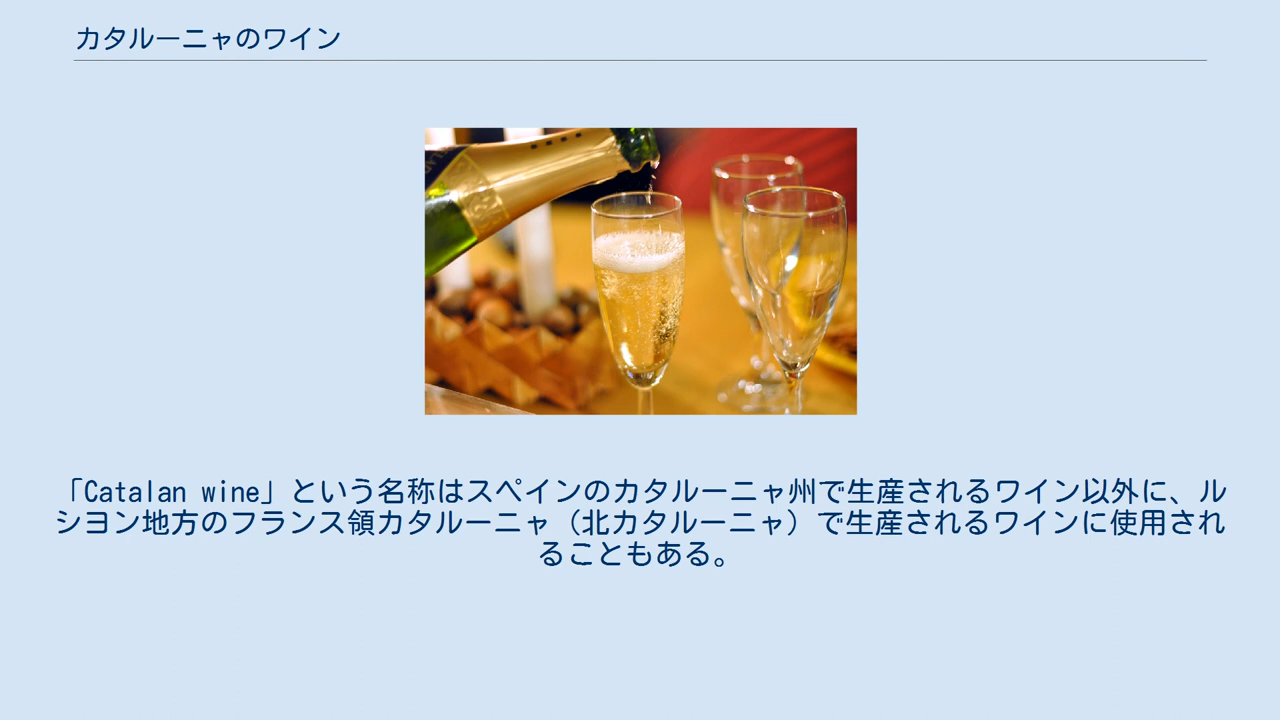 カタルーニャのワイン
「Catalan wine」という名称はスペインのカタルーニャ州で生産されるワイン以外に、ル
シヨン地方のフランス領カタルーニャ（北カタルーニャ）で生産されるワインに使用され
ることもある。